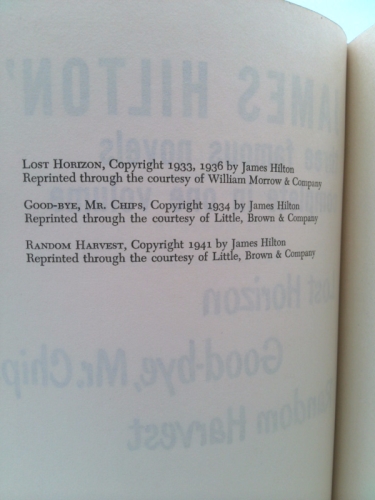 LOST HORIZON, Copyright 1933, 1936 by James Hilton
Reprinted through the courtesy of William Morrow & Company
GOOD-BYE, MR. CHIPS, Copyright 1934 by James Hilton
Reprinted through the courtesy of Little, Brown & Company
RANDOM HARVEST, Copyright 1941 by James Hilton
Reprinted through the courtesy of Little, Brown & Company